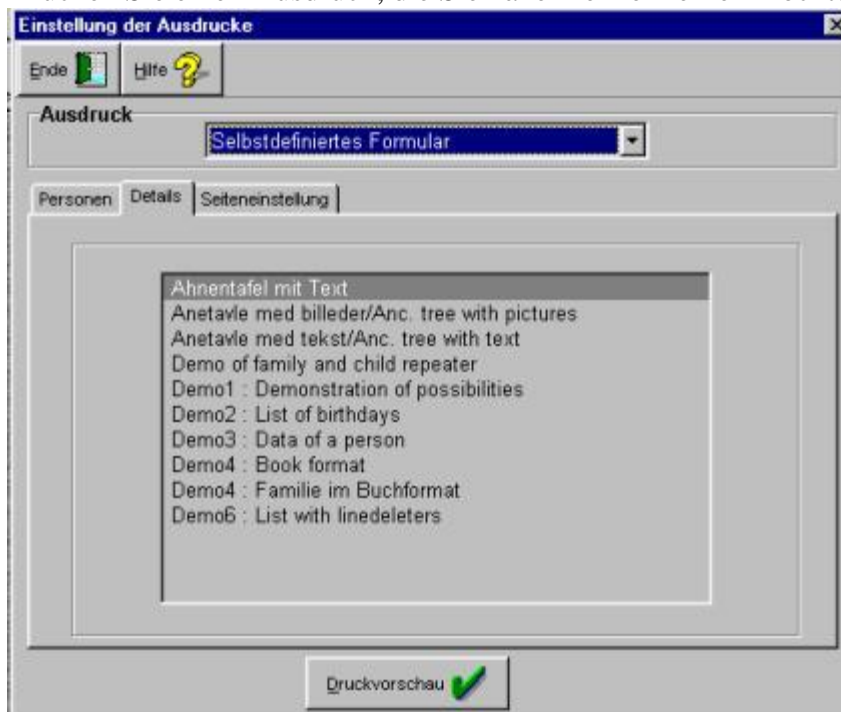 Einstellung der Ausdrucke
Ende Hilfe
Ausdruck
Selbstdefiniertes Formular
Personen Details Seiteneinstellung
Ahnentafel mit Text
Anetavle med billeder/Anc. tree with pictures
Anetavle med tekst/Anc. tree with text
Demo of family and child repeater
Demo1 : Demonstration of possibilities
Demo2 : List of birthdays
Demo3 : Data of a person
Demo4 : Book format
Demo4 : Familie im Buchformat
Demo6 : List with linedeleters
Druckvorschau